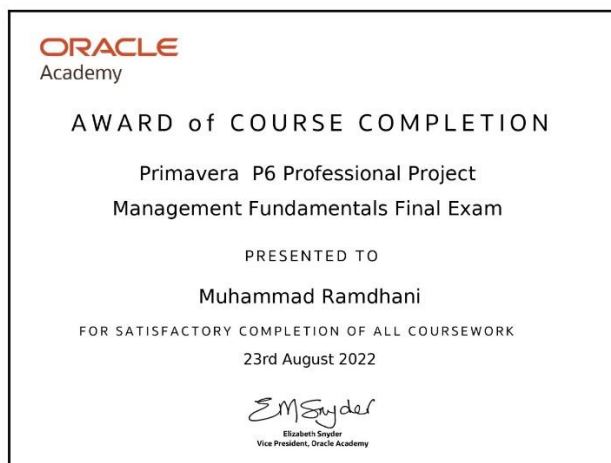 ORACLE
Academy
AWARD of COURSE COMPLETION
Primavera P6 Professional Project
Management Fundamentals Final Exam
PRESENTED TO
Muhammad Ramdhani
FOR SATISFACTORY COMPLETION OF ALL COURSEWORK
23rd August 2022
EMSnyder
Elizabeth Snyder
Vice President, Oracle Academy